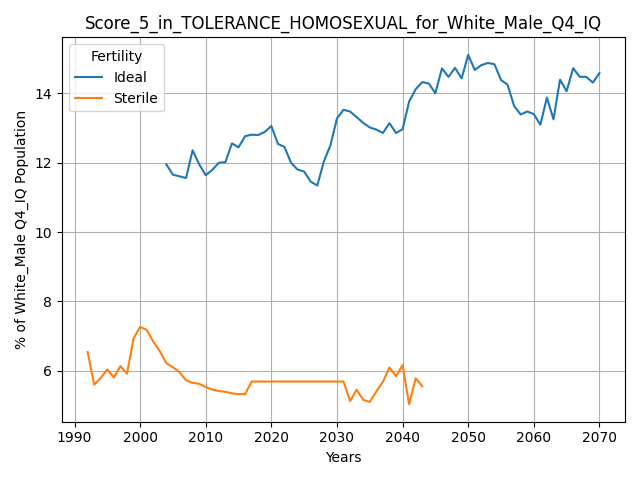 Score_5_in_TOLERANCE_HOMOSEXUAL_for_White_Male_Q4_IQ
Fertility
Ideal
Sterile
% of White_Male Q4_IQ Population
14
12
10
8
6
1990
2000
2010
2020
2030
2040
2050
2060
2070
Years